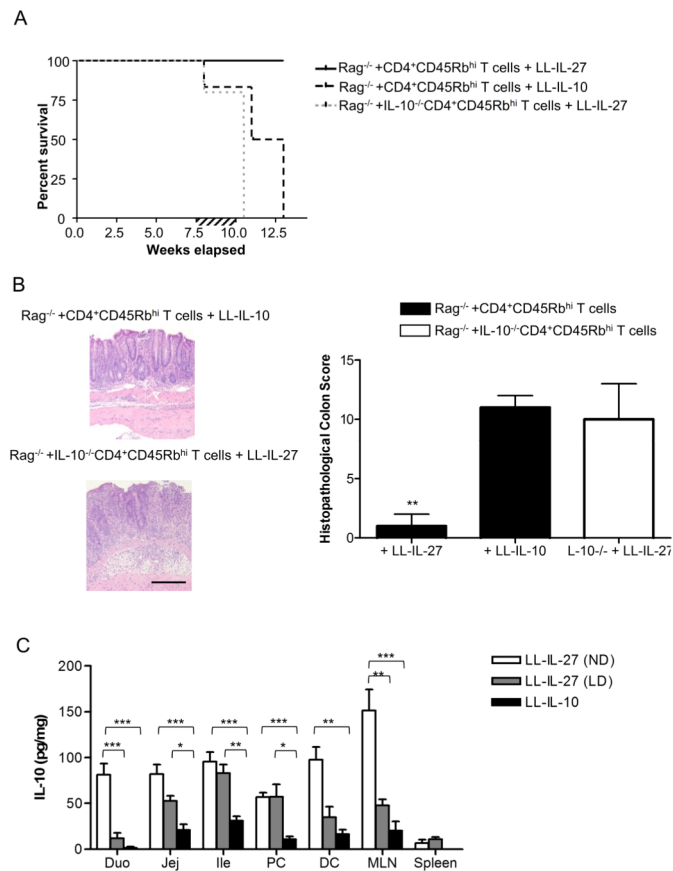 A
Percent survival
100
75
50
25
0
0.0 2.5 5.0 7.5 10.0 12.5
Weeks elapsed
Rag-/- +CD4+CD45Rbhi T cells + LL-IL-27
Rag-/- +CD4+CD45Rbhi T cells + LL-IL-10
Rag-/- +IL-10-/-CD4+CD45Rbhi T cells + LL-IL-27
B
Rag-/- +CD4+CD45Rbhi T cells + LL-IL-10
Rag-/- +IL-10-/-CD4+CD45Rbhi T cells + LL-IL-27
Rag-/- +CD4+CD45Rbhi T cells
Rag-/- +IL-10-/-CD4+CD45Rbhi T cells
Histopathological Colon Score
15
10
5
0
**
+ LL-IL-27 + LL-IL-10 L-10-/- + LL-IL-27
C
IL-10 (pg/mg)
200
150
100
50
0
*** *** *** *** ** ***
*** * ** * **
Duo Jej Ile PC DC MLN Spleen
LL-IL-27 (ND)
LL-IL-27 (LD)
LL-IL-10